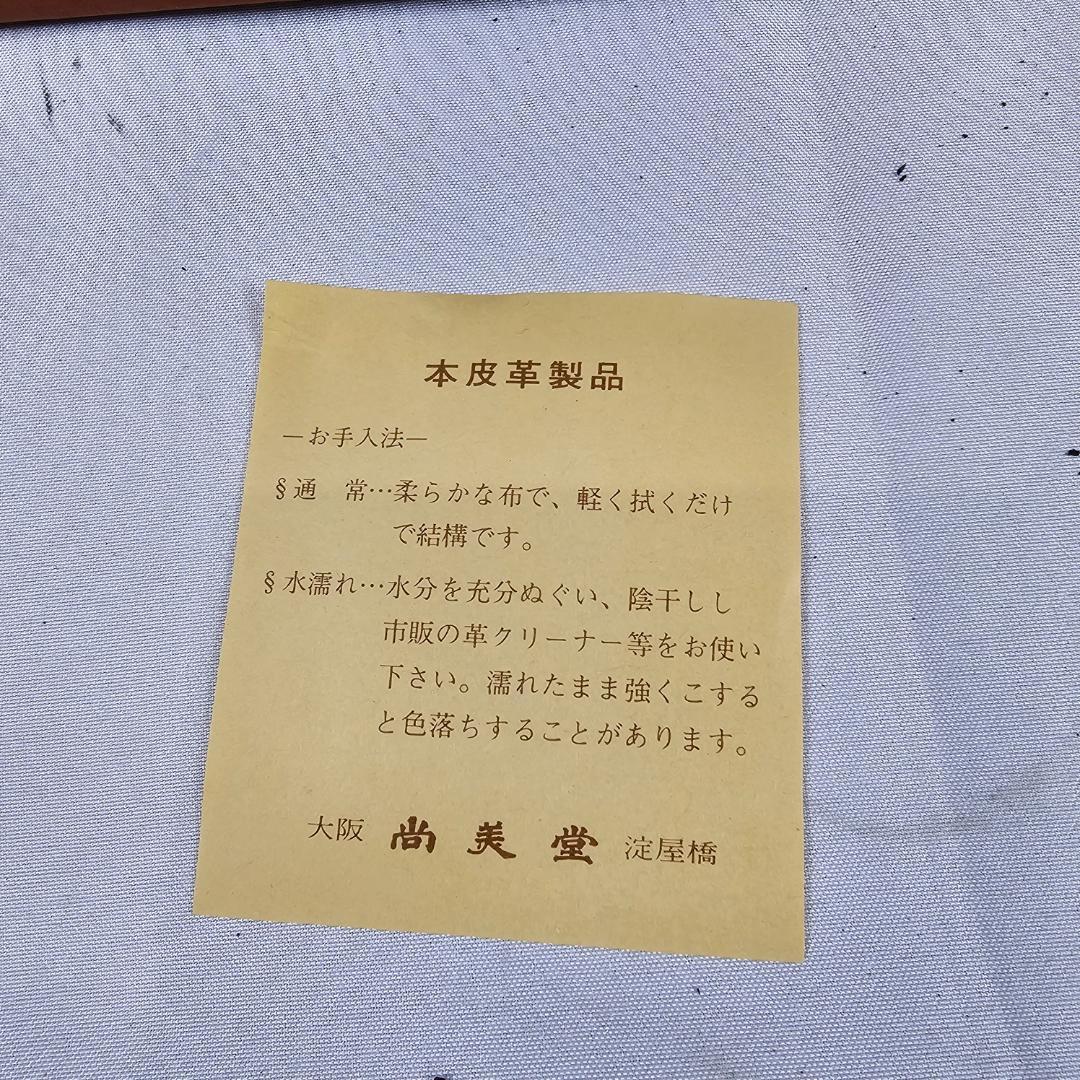 本皮革製品
―お手入法―
§通　常…柔らかな布で、軽く拭くだけ
で結構です。
§水濡れ…水分を充分ぬぐい、陰干しし
市販の革クリーナー等をお使い
下さい。濡れたまま強くこする
と色落ちすることがあります。
大阪 尚美堂 淀屋橋